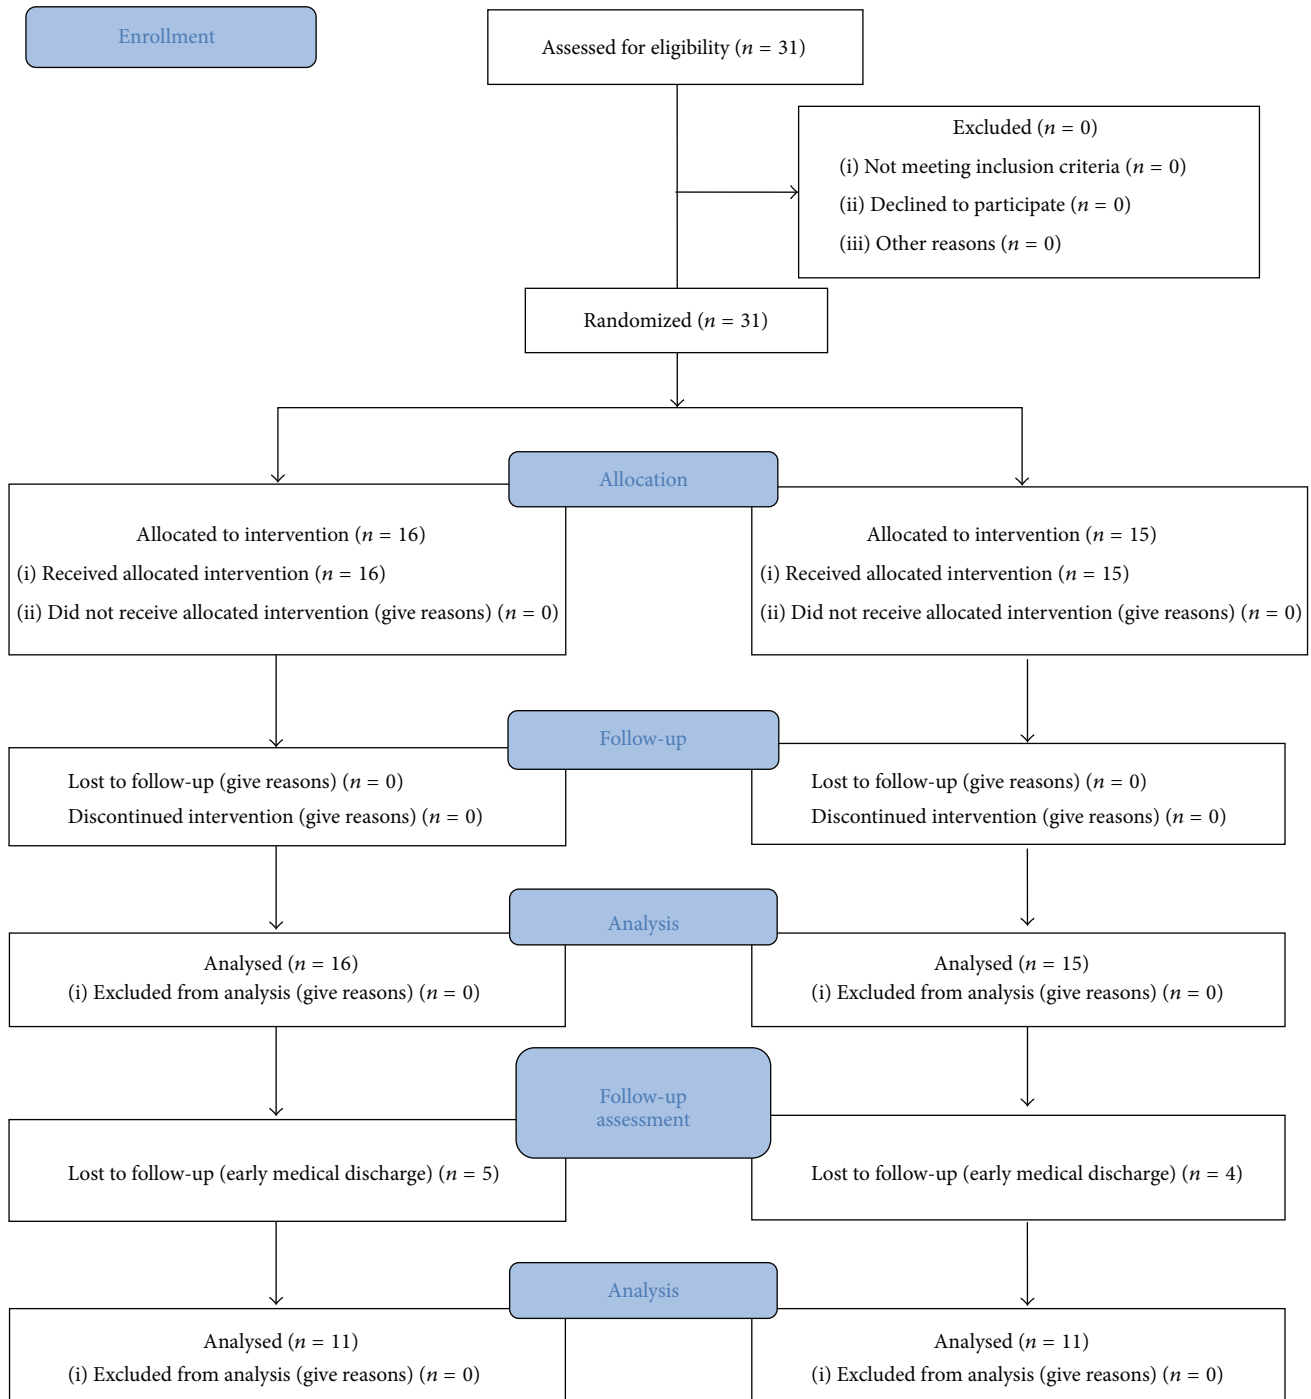 Enrollment
Assessed for eligibility (n = 31)
Excluded (n = 0)
(i) Not meeting inclusion criteria (n = 0)
(ii) Declined to participate (n = 0)
(iii) Other reasons (n = 0)
Randomized (n = 31)
Allocation
Allocated to intervention (n = 16)
(i) Received allocated intervention (n = 16)
(ii) Did not receive allocated intervention (give reasons) (n = 0)
Allocated to intervention (n = 15)
(i) Received allocated intervention (n = 15)
(ii) Did not receive allocated intervention (give reasons) (n = 0)
Follow-up
Lost to follow-up (give reasons) (n = 0)
Discontinued intervention (give reasons) (n = 0)
Lost to follow-up (give reasons) (n = 0)
Discontinued intervention (give reasons) (n = 0)
Analysis
Analysed (n = 16)
(i) Excluded from analysis (give reasons) (n = 0)
Analysed (n = 15)
(i) Excluded from analysis (give reasons) (n = 0)
Follow-up
assessment
Lost to follow-up (early medical discharge) (n = 5)
Lost to follow-up (early medical discharge) (n = 4)
Analysis
Analysed (n = 11)
(i) Excluded from analysis (give reasons) (n = 0)
Analysed (n = 11)
(i) Excluded from analysis (give reasons) (n = 0)